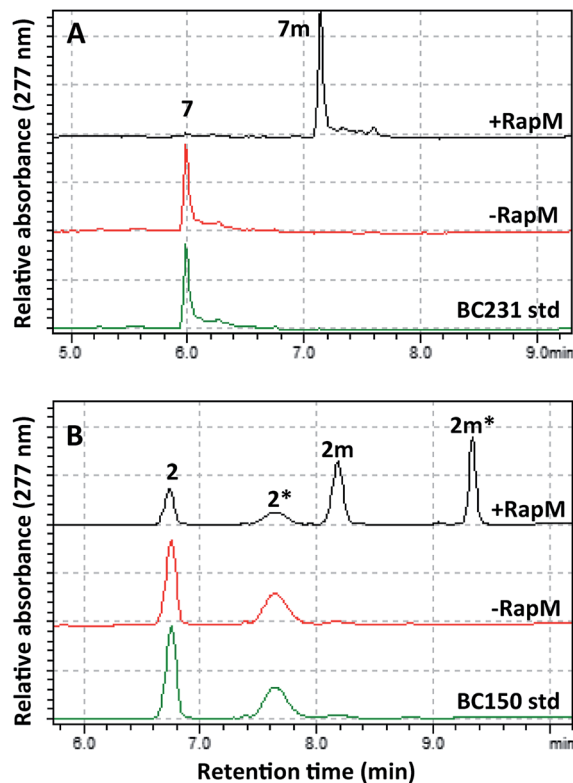 A
7m
7
+RapM
-RapM
BC231 std
Relative absorbance (277 nm)
5.0 6.0 7.0 8.0 9.0min
B
2m*
2m
2
2*
+RapM
-RapM
BC150 std
Relative absorbance (277 nm)
6.0 7.0 8.0 9.0 min
Retention time (min)